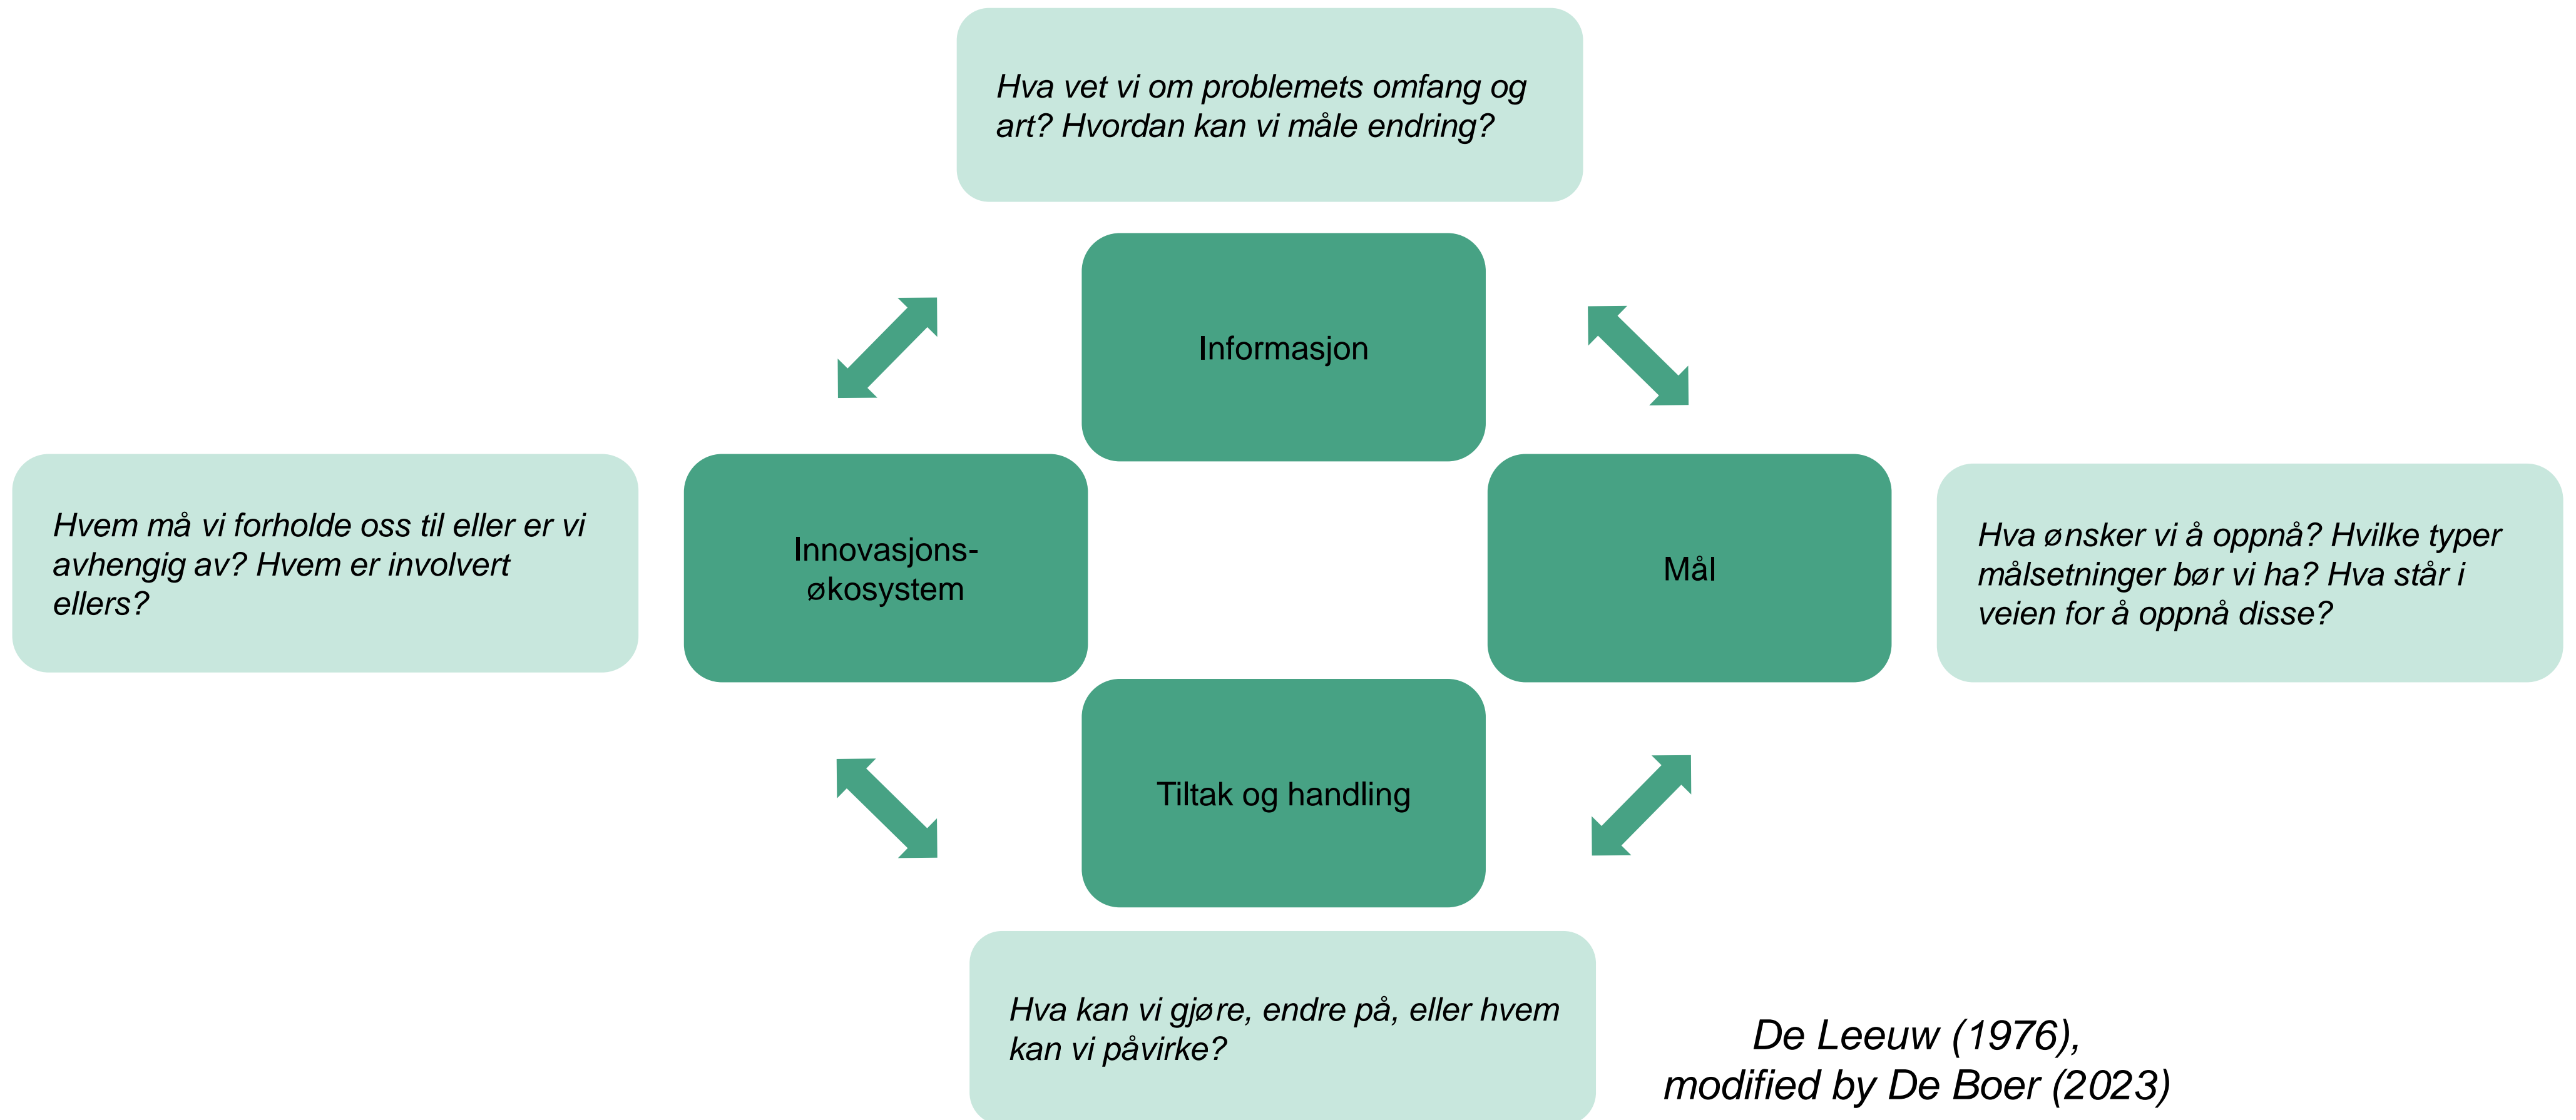 Hva vet vi om problemets omfang og
art? Hvordan kan vi måle endring?
Informasjon
Hvem må vi forholde oss til eller er vi
avhengig av? Hvem er involvert
ellers?
Innovasjons-
økosystem
Mål
Hva ønsker vi å oppnå? Hvilke typer
målsetninger bør vi ha? Hva står i
veien for å oppnå disse?
Tiltak og handling
Hva kan vi gjøre, endre på, eller hvem
kan vi påvirke?
De Leeuw (1976),
modified by De Boer (2023)